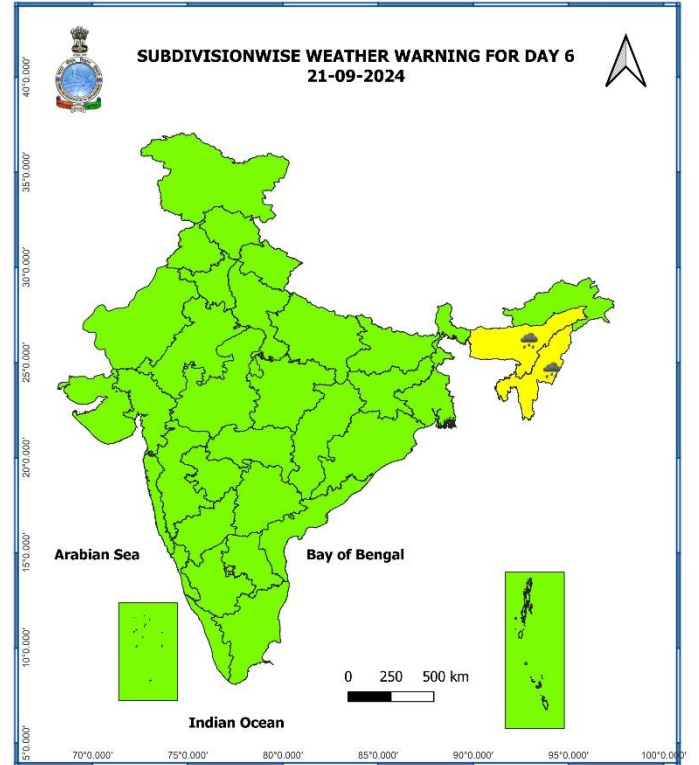 SUBDIVISIONWISE WEATHER WARNING FOR DAY 6
21-09-2024
40°0.000'
35°0.000'
30°0.000'
25°0.000'
20°0.000'
15°0.000'
10°0.000'
5°0.000'
Arabian Sea
Bay of Bengal
0 250 500 km
Indian Ocean
70°0.000' 75°0.000' 80°0.000' 85°0.000' 90°0.000' 95°0.000' 100°0.000'